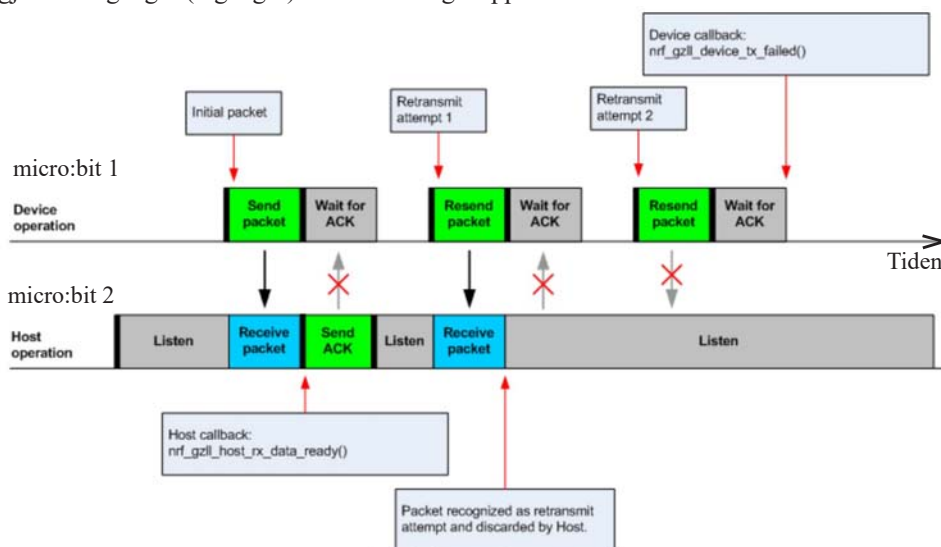 Device callback:
nrf_gzll_device_tx_failed()
Initial packet
Retransmit
attempt 1
Retransmit
attempt 2
micro:bit 1
Device
operation
Send
packet
Wait for
ACK
Resend
packet
Wait for
ACK
Resend
packet
Wait for
ACK
Tiden
micro:bit 2
Host
operation
Listen
Receive
packet
Send
ACK
Listen
Receive
packet
Listen
Host callback:
nrf_gzll_host_rx_data_ready()
Packet recognized as retransmit
attempt and discarded by Host.